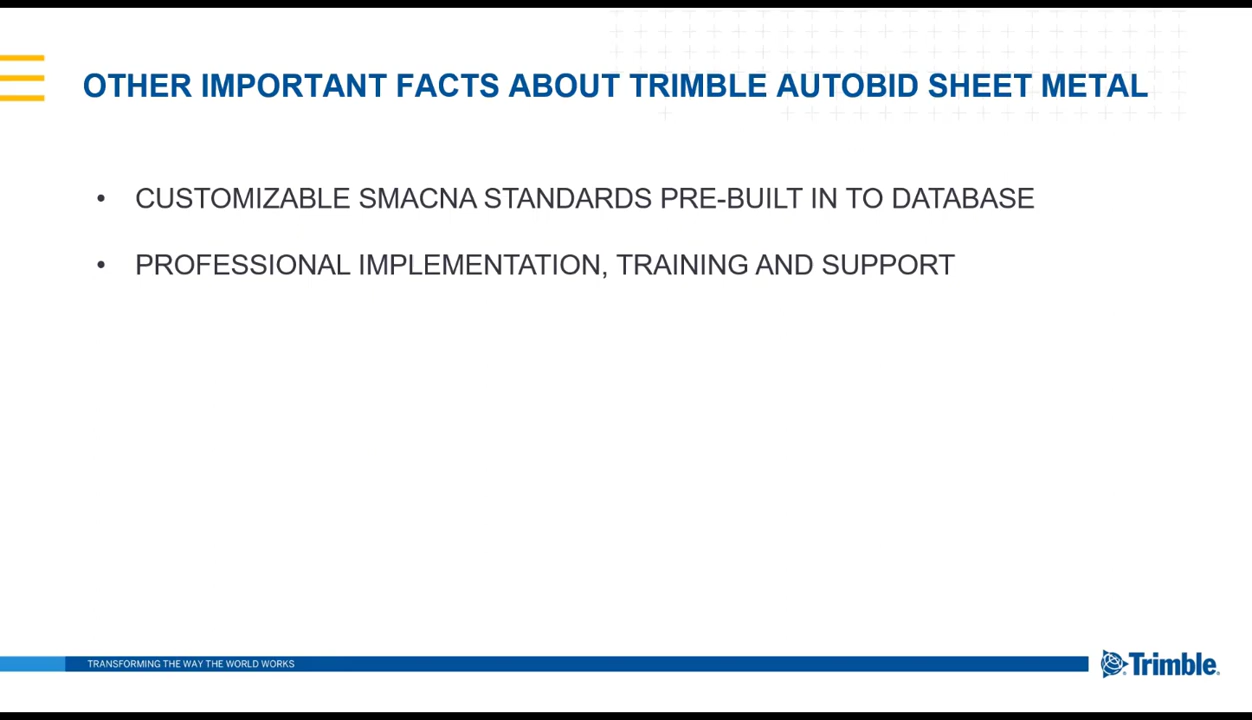 OTHER IMPORTANT FACTS ABOUT TRIMBLE AUTOBID SHEET METAL
• CUSTOMIZABLE SMACNA STANDARDS PRE-BUILT IN TO DATABASE
• PROFESSIONAL IMPLEMENTATION, TRAINING AND SUPPORT
TRANSFORMING THE WAY THE WORLD WORKS
Trimble